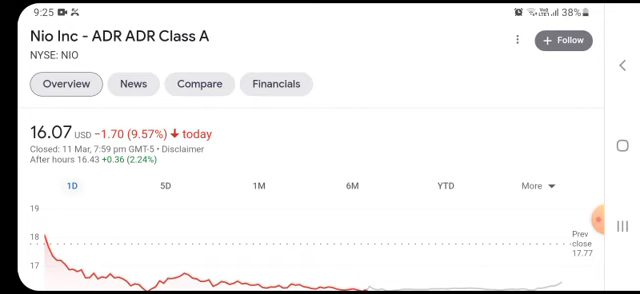 9:25 38%
Nio Inc - ADR ADR Class A
NYSE: NIO
+ Follow
Overview News Compare Financials
16.07 USD −1.70 (9.57%) ↓ today
Closed: 11 Mar, 7:59 pm GMT-5 • Disclaimer
After hours 16.43 +0.36 (2.24%)
1D 5D 1M 6M YTD More
19
18
Prev
close
17.77
17